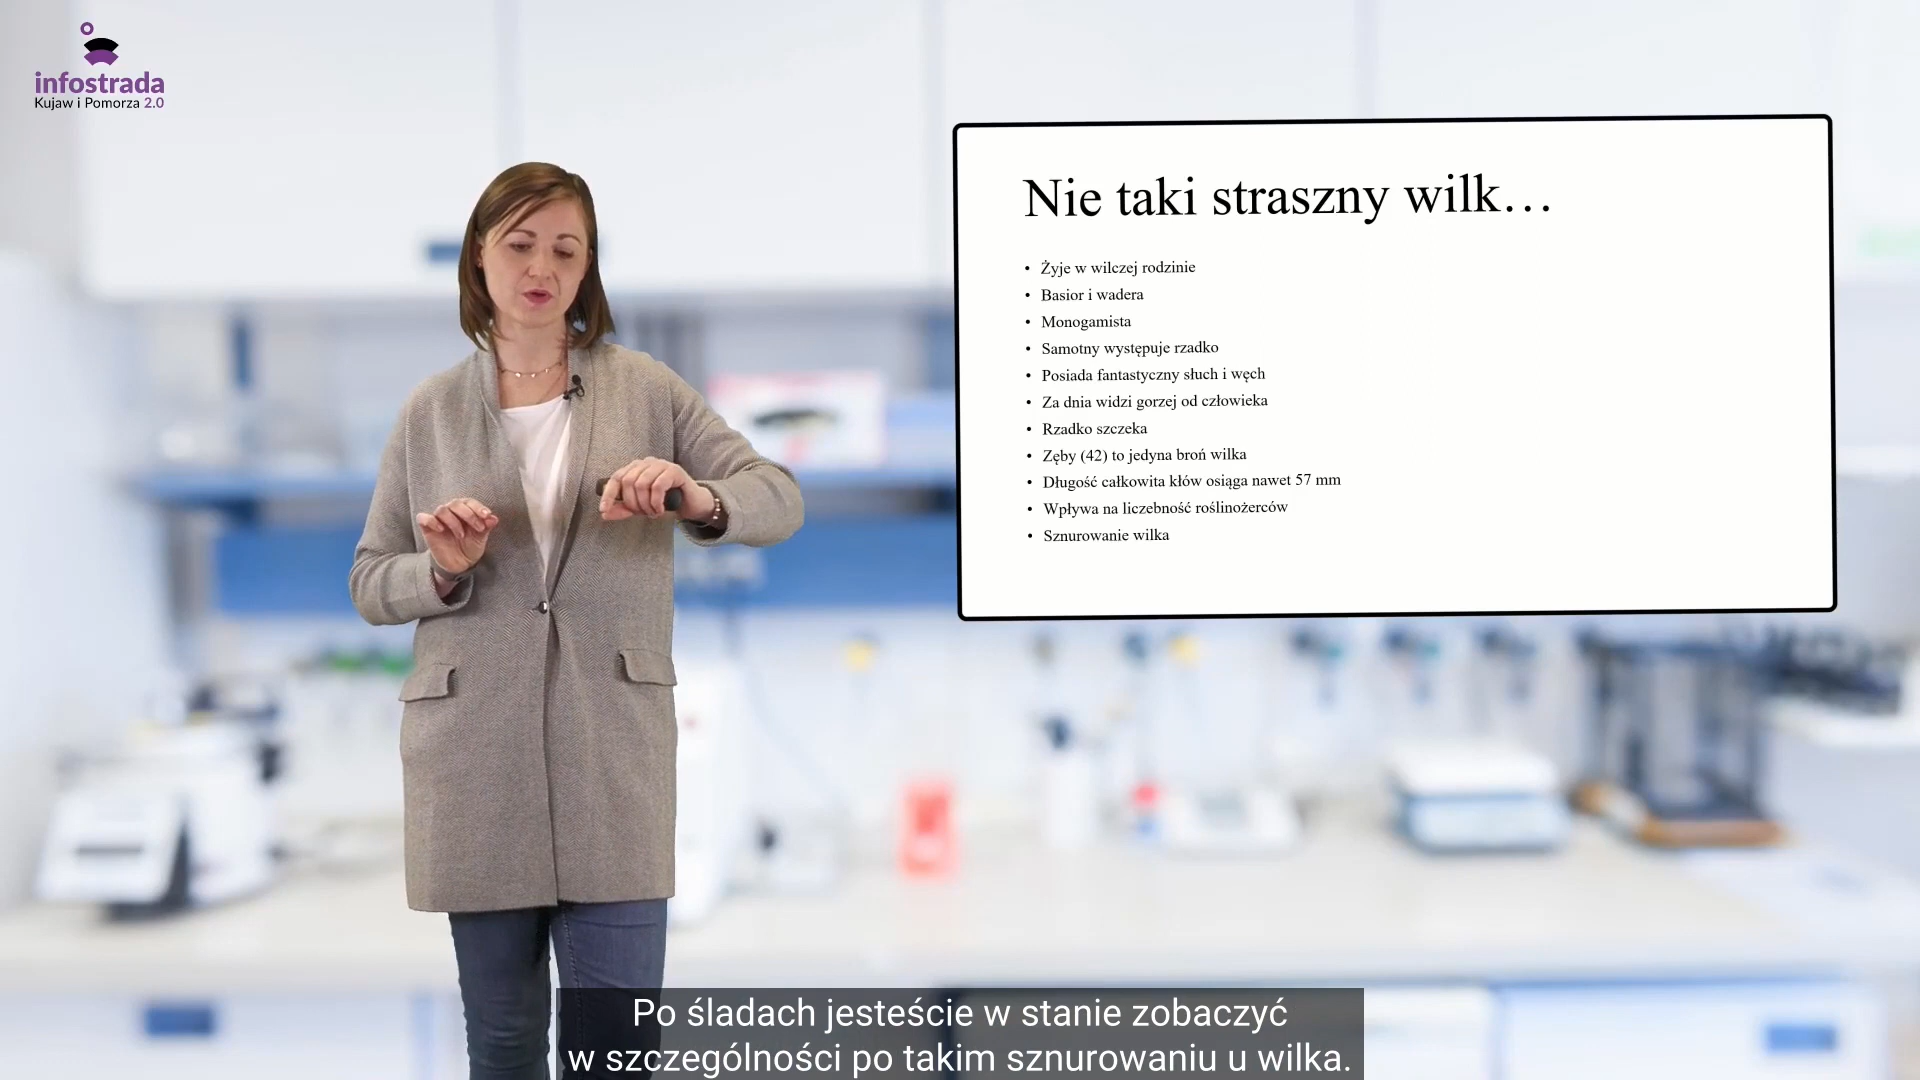 infostrada
Kujaw i Pomorza 2.0
Nie taki straszny wilk…
• Żyje w wilczej rodzinie
• Basior i wadera
• Monogamista
• Samotny występuje rzadko
• Posiada fantastyczny słuch i węch
• Za dnia widzi gorzej od człowieka
• Rzadko szczeka
• Zęby (42) to jedyna broń wilka
• Długość całkowita kłów osiąga nawet 57 mm
• Wpływa na liczebność roślinożerców
• Sznurowanie wilka
Po śladach jesteście w stanie zobaczyć
w szczególności po takim sznurowaniu u wilka.